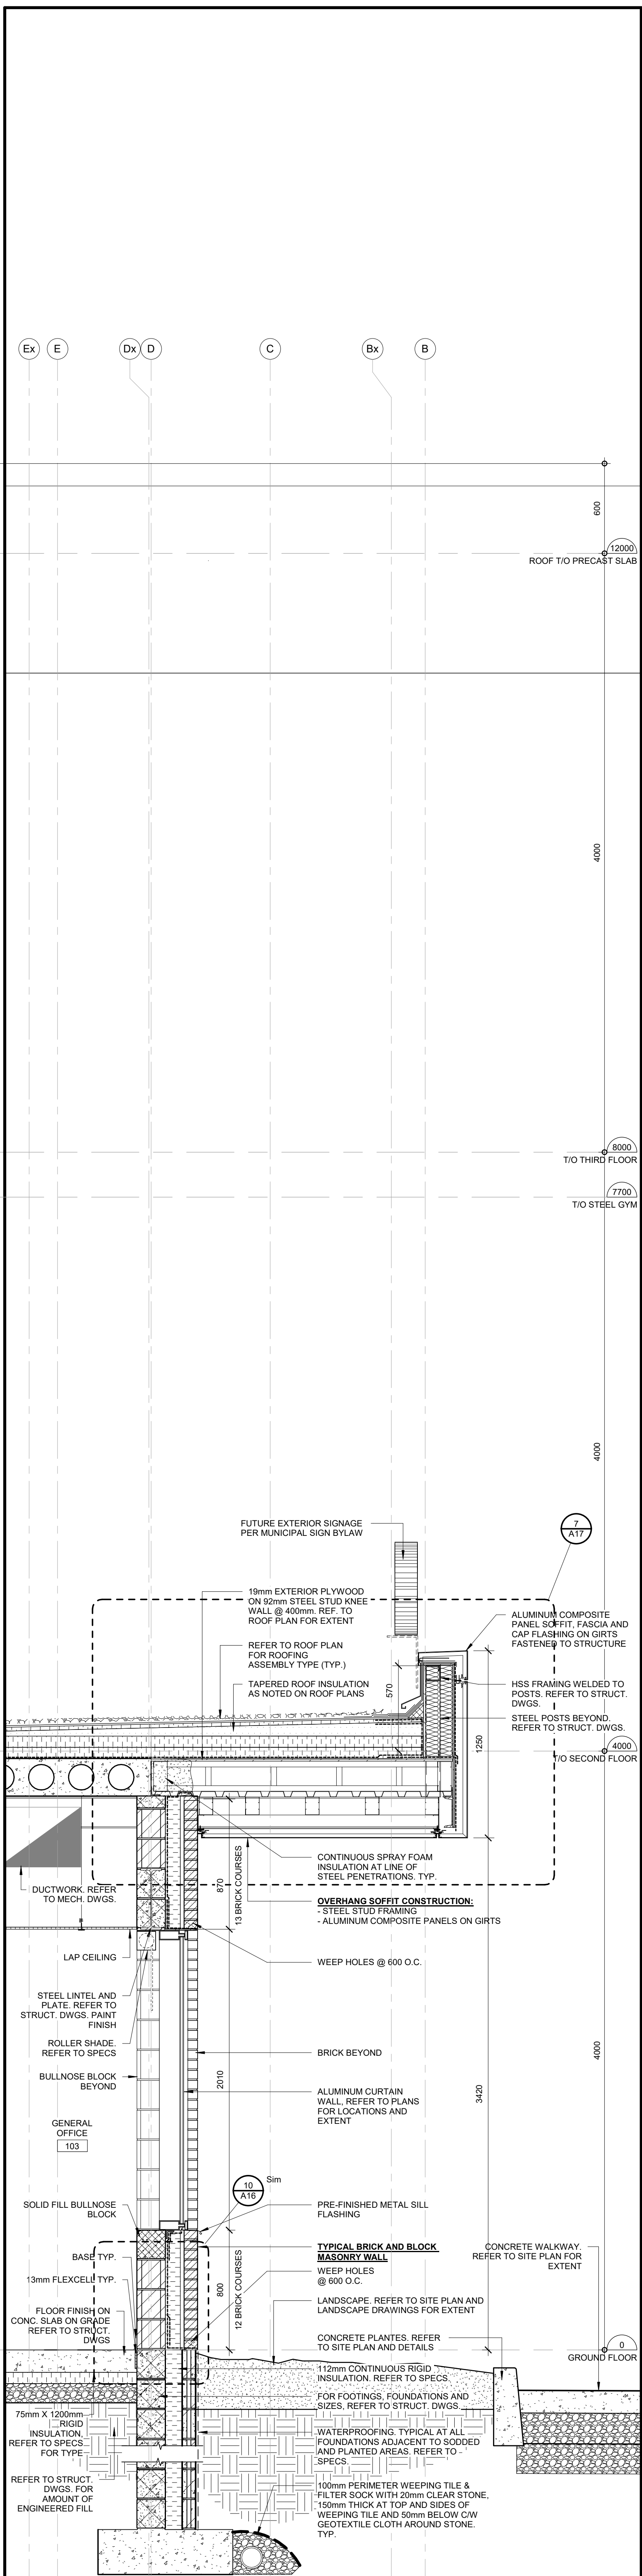 Ex E Dx D C Bx B
600
12000
ROOF T/O PRECAST SLAB
4000
8000
T/O THIRD FLOOR
7700
T/O STEEL GYM
4000
FUTURE EXTERIOR SIGNAGE
PER MUNICIPAL SIGN BYLAW
7
A17
19mm EXTERIOR PLYWOOD
ON 92mm STEEL STUD KNEE
WALL @ 400mm. REF. TO
ROOF PLAN FOR EXTENT
ALUMINUM COMPOSITE
PANEL SOFFIT, FASCIA AND
CAP FLASHING ON GIRTS
FASTENED TO STRUCTURE
REFER TO ROOF PLAN
FOR ROOFING
ASSEMBLY TYPE (TYP.)
TAPERED ROOF INSULATION
AS NOTED ON ROOF PLANS
570
HSS FRAMING WELDED TO
POSTS. REFER TO STRUCT.
DWGS.
STEEL POSTS BEYOND.
REFER TO STRUCT. DWGS.
1250
4000
T/O SECOND FLOOR
CONTINUOUS SPRAY FOAM
INSULATION AT LINE OF
STEEL PENETRATIONS. TYP.
870
13 BRICK COURSES
DUCTWORK. REFER
TO MECH. DWGS.
OVERHANG SOFFIT CONSTRUCTION:
- STEEL STUD FRAMING
- ALUMINUM COMPOSITE PANELS ON GIRTS
LAP CEILING
WEEP HOLES @ 600 O.C.
STEEL LINTEL AND
PLATE. REFER TO
STRUCT. DWGS. PAINT
FINISH
ROLLER SHADE.
REFER TO SPECS
BRICK BEYOND
4000
BULLNOSE BLOCK
BEYOND
2010
ALUMINUM CURTAIN
WALL, REFER TO PLANS
FOR LOCATIONS AND
EXTENT
3420
GENERAL
OFFICE
103
10
A16
Sim
SOLID FILL BULLNOSE
BLOCK
PRE-FINISHED METAL SILL
FLASHING
BASE TYP.
TYPICAL BRICK AND BLOCK
MASONRY WALL
CONCRETE WALKWAY.
REFER TO SITE PLAN FOR
EXTENT
13mm FLEXCELL TYP.
WEEP HOLES
@ 600 O.C.
800
12 BRICK COURSES
FLOOR FINISH ON
CONC. SLAB ON GRADE
REFER TO STRUCT.
DWGS
LANDSCAPE. REFER TO SITE PLAN AND
LANDSCAPE DRAWINGS FOR EXTENT
CONCRETE PLANTES. REFER
TO SITE PLAN AND DETAILS
0
GROUND FLOOR
112mm CONTINUOUS RIGID
INSULATION. REFER TO SPECS.
75mm X 1200mm
RIGID
INSULATION,
REFER TO SPECS
FOR TYPE
FOR FOOTINGS, FOUNDATIONS AND
SIZES, REFER TO STRUCT. DWGS.
WATERPROOFING. TYPICAL AT ALL
FOUNDATIONS ADJACENT TO SODDED
AND PLANTED AREAS. REFER TO
SPECS.
REFER TO STRUCT.
DWGS. FOR
AMOUNT OF
ENGINEERED FILL
100mm PERIMETER WEEPING TILE &
FILTER SOCK WITH 20mm CLEAR STONE,
150mm THICK AT TOP AND SIDES OF
WEEPING TILE AND 50mm BELOW C/W
GEOTEXTILE CLOTH AROUND STONE.
TYP.